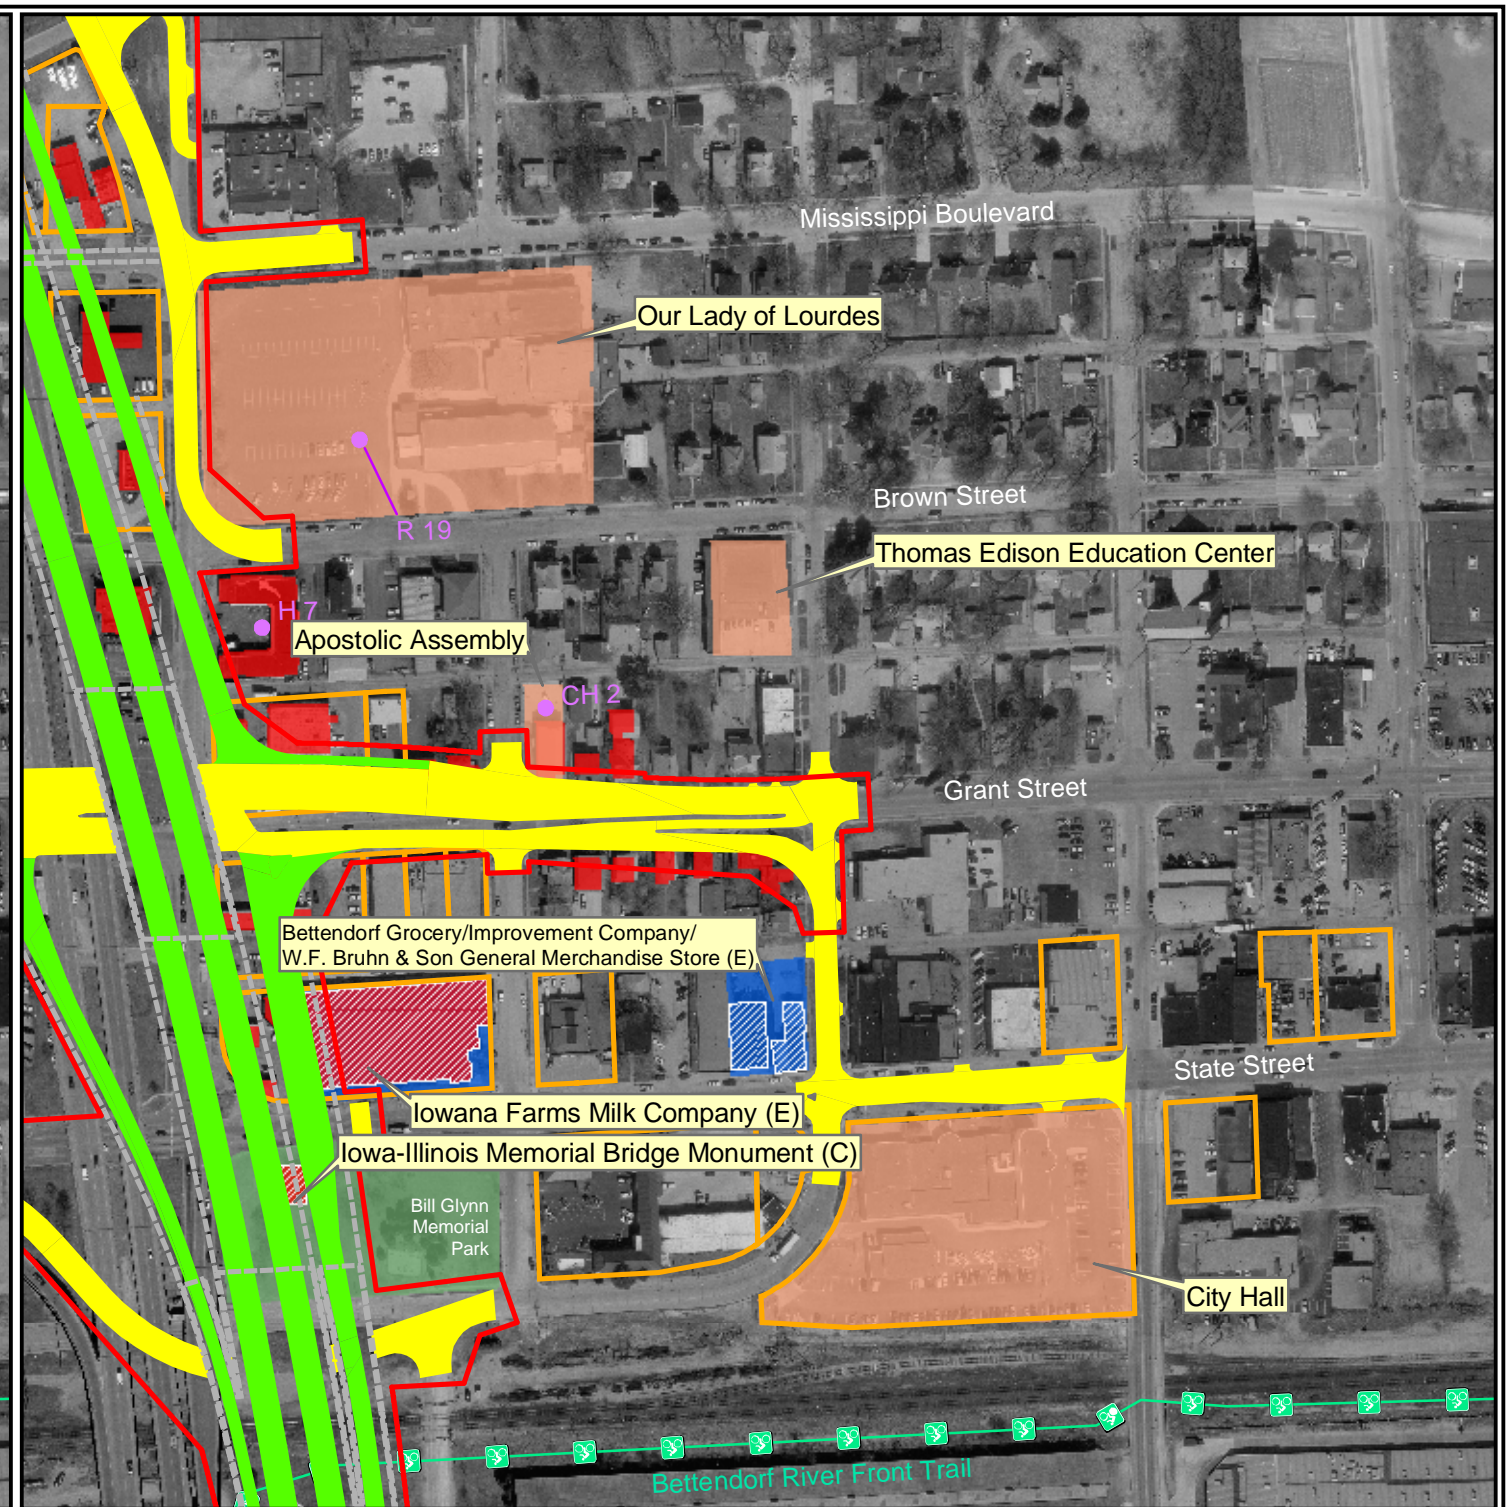 Mississippi Boulevard
Our Lady of Lourdes
Brown Street
R 19
Thomas Edison Education Center
H 7
Apostolic Assembly
CH 2
Grant Street
Bettendorf Grocery/Improvement Company/
W.F. Bruhn & Son General Merchandise Store (E)
State Street
Iowana Farms Milk Company (E)
Iowa-Illinois Memorial Bridge Monument (C)
Bill Glynn
Memorial
Park
City Hall
Bettendorf River Front Trail